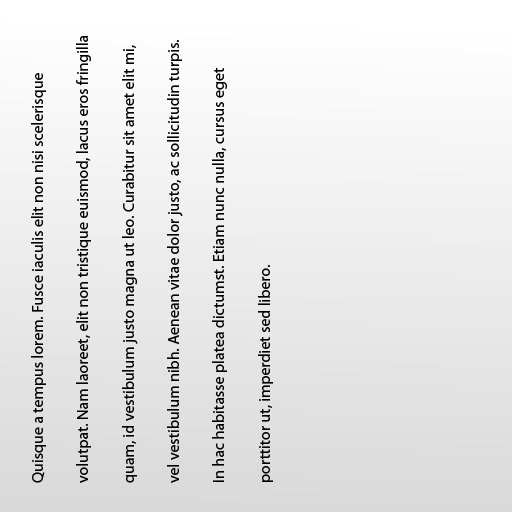 Quisque a tempus lorem. Fusce iaculis elit non nisi scelerisque
volutpat. Nam laoreet, elit non tristique euismod, lacus eros fringilla
quam, id vestibulum justo magna ut leo. Curabitur sit amet elit mi,
vel vestibulum nibh. Aenean vitae dolor justo, ac sollicitudin turpis.
In hac habitasse platea dictumst. Etiam nunc nulla, cursus eget
porttitor ut, imperdiet sed libero.